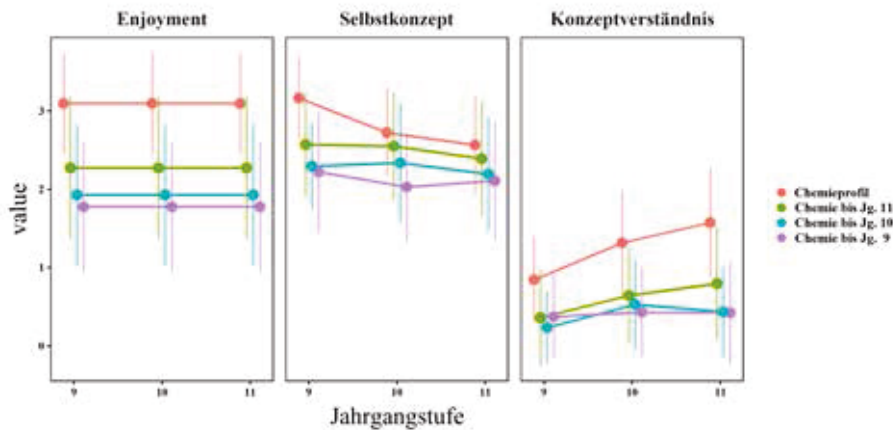 Enjoyment
Selbstkonzept
Konzeptverständnis
value
3
2
1
0
9
10
11
9
10
11
9
10
11
Jahrgangstufe
Chemieprofil
Chemie bis Jg. 11
Chemie bis Jg. 10
Chemie bis Jg. 9